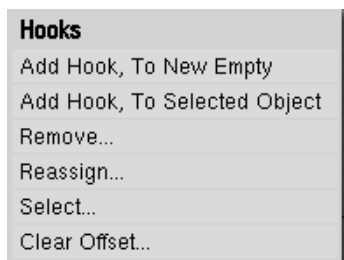 Hooks
Add Hook, To New Empty
Add Hook, To Selected Object
Remove...
Reassign...
Select...
Clear Offset...